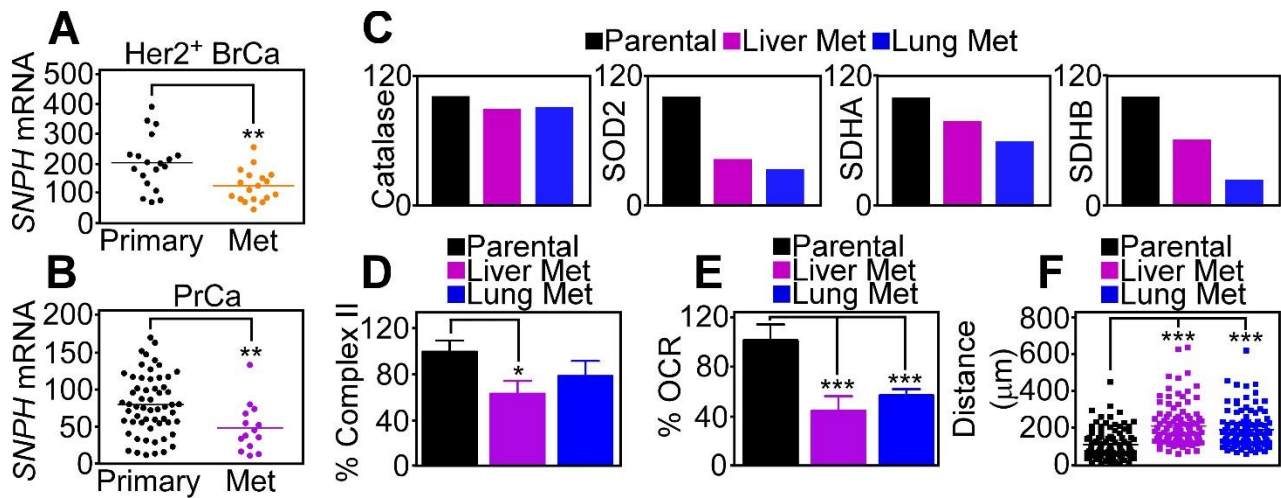 A
Her2⁺ BrCa
SNPH mRNA
500
400
300
200
100
0
**
Primary Met
B
PrCa
SNPH mRNA
200
150
100
50
0
**
Primary Met
C
Parental Liver Met Lung Met
Catalase
120
0
SOD2
120
0
SDHA
120
0
SDHB
120
0
D
Parental
Liver Met
Lung Met
% Complex II
120
80
40
0
*
E
Parental
Liver Met
Lung Met
% OCR
120
80
40
0
***
***
F
Parental
Liver Met
Lung Met
Distance
(μm)
800
600
400
200
0
***
***